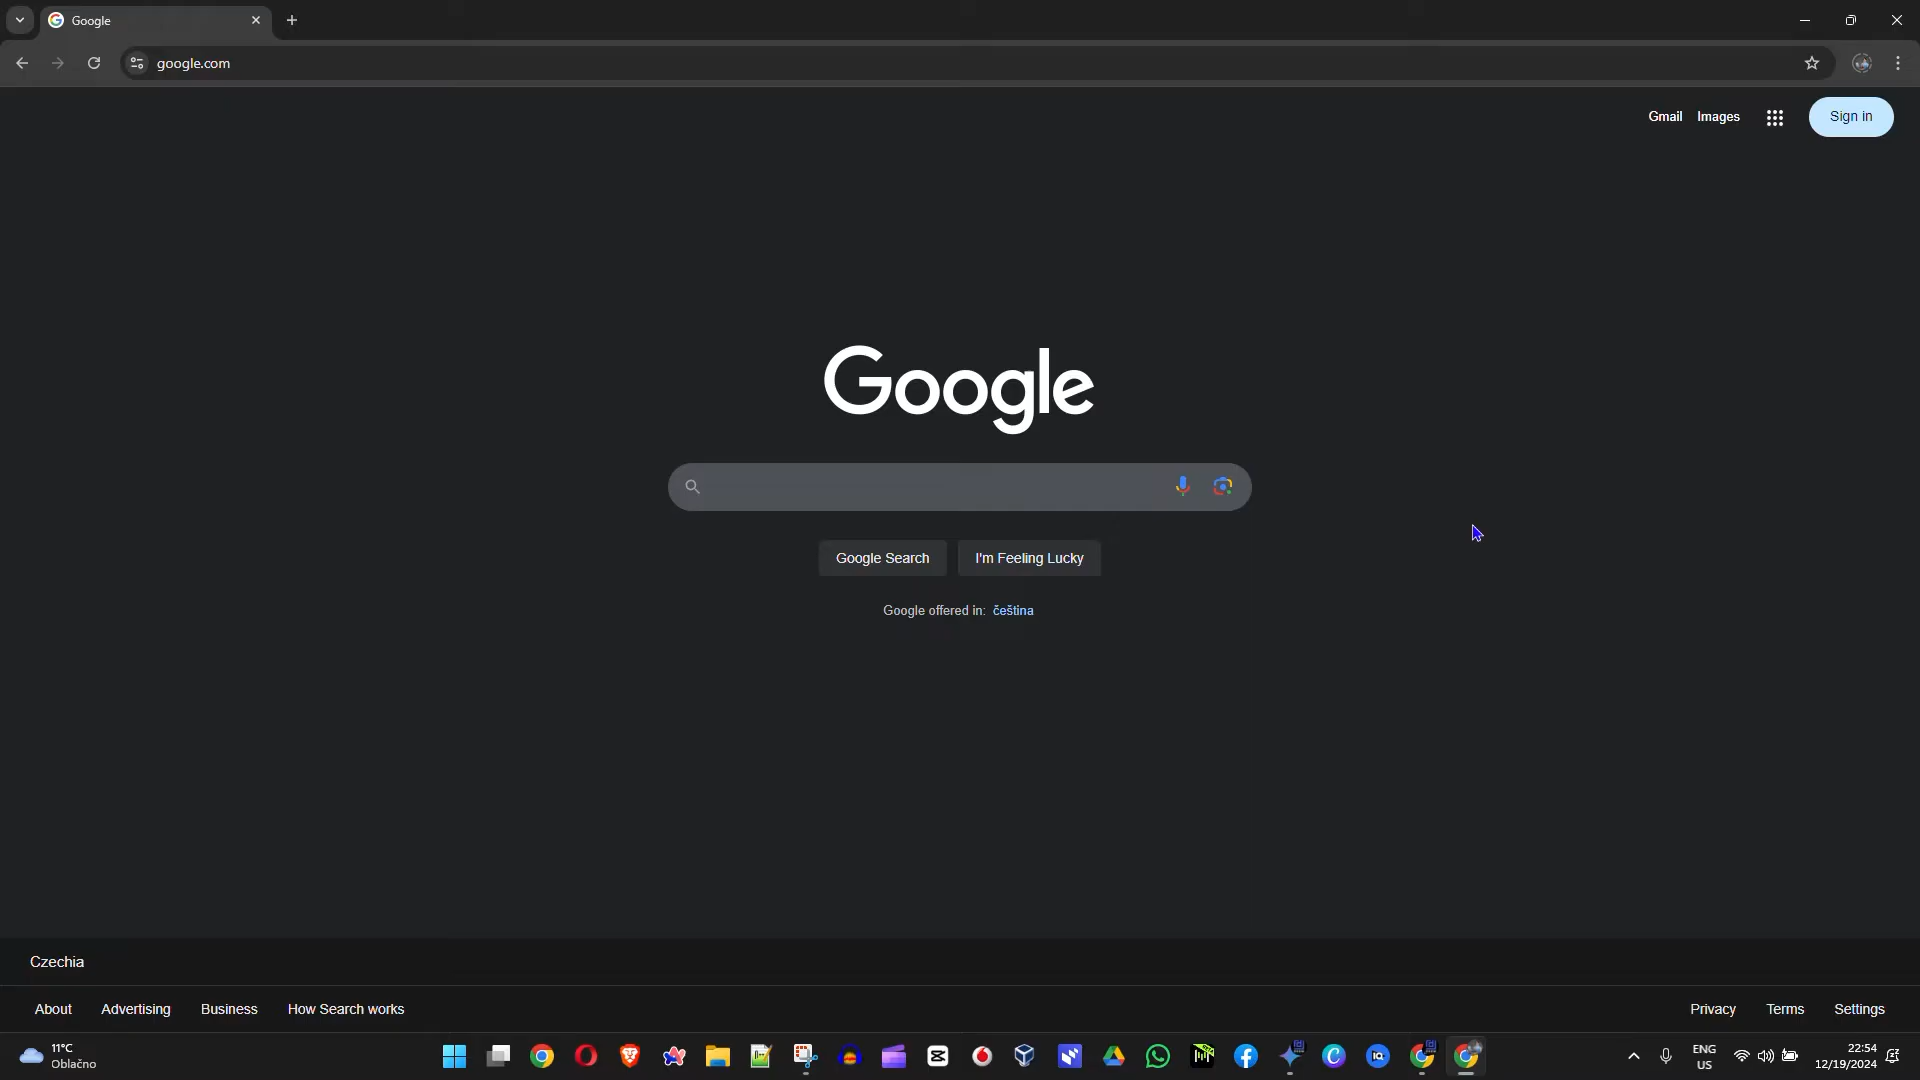 Google
google.com
Gmail Images Sign in
Google
Google Search I'm Feeling Lucky
Google offered in: čeština
Czechia
About Advertising Business How Search works Privacy Terms Settings
11°C
Oblačno
ENG
US
22:54
12/19/2024